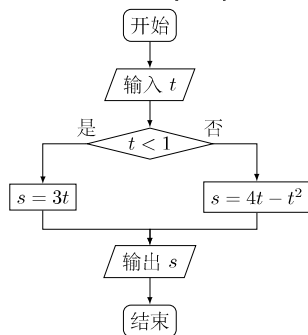 开始
输入 t
是
否
t < 1
s = 3t
s = 4t − t²
输出 s
结束